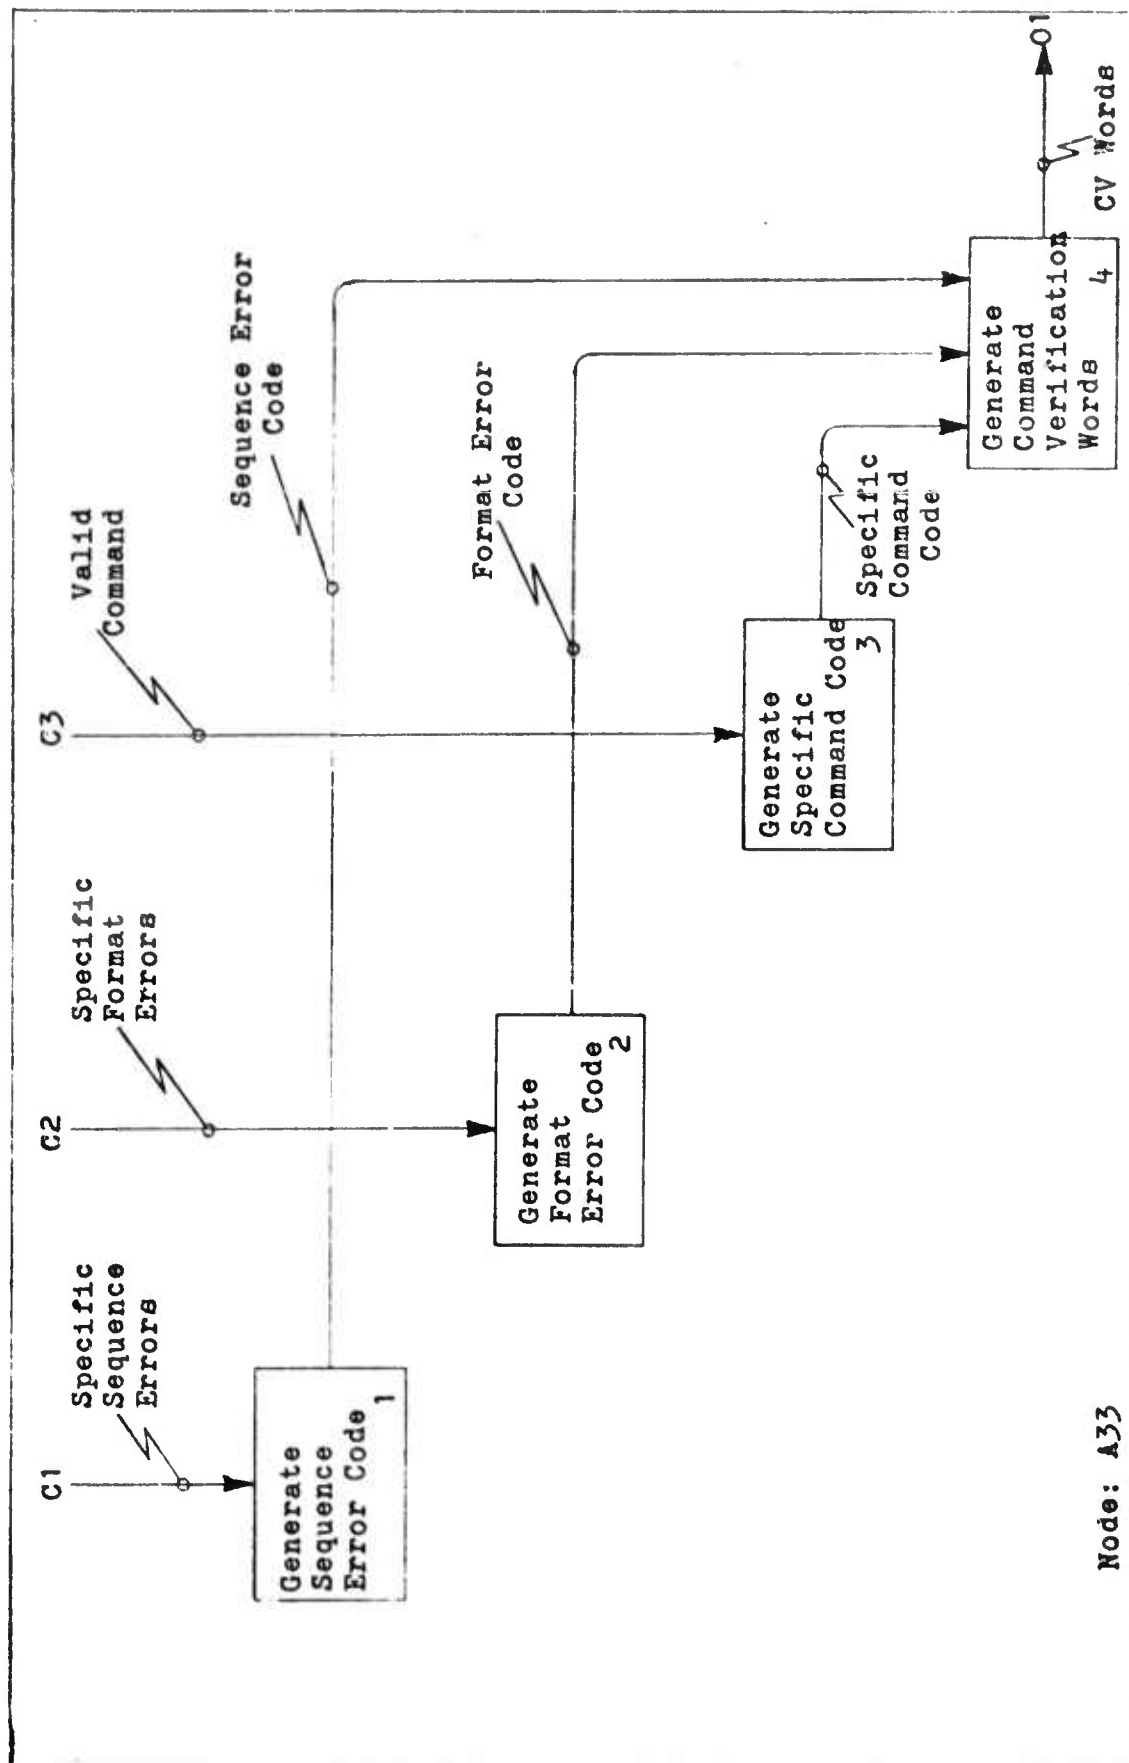 C1
Specific
Sequence
Errors
C2
Specific
Format
Errors
C3
Valid
Command
Sequence Error
Code
Generate
Sequence
Error Code
1
Format Error
Code
Generate
Format
Error Code
2
Generate
Specific
Command Code
3
Specific
Command
Code
Generate
Command
Verification
Words
4
O1
CV Words
Node: A33